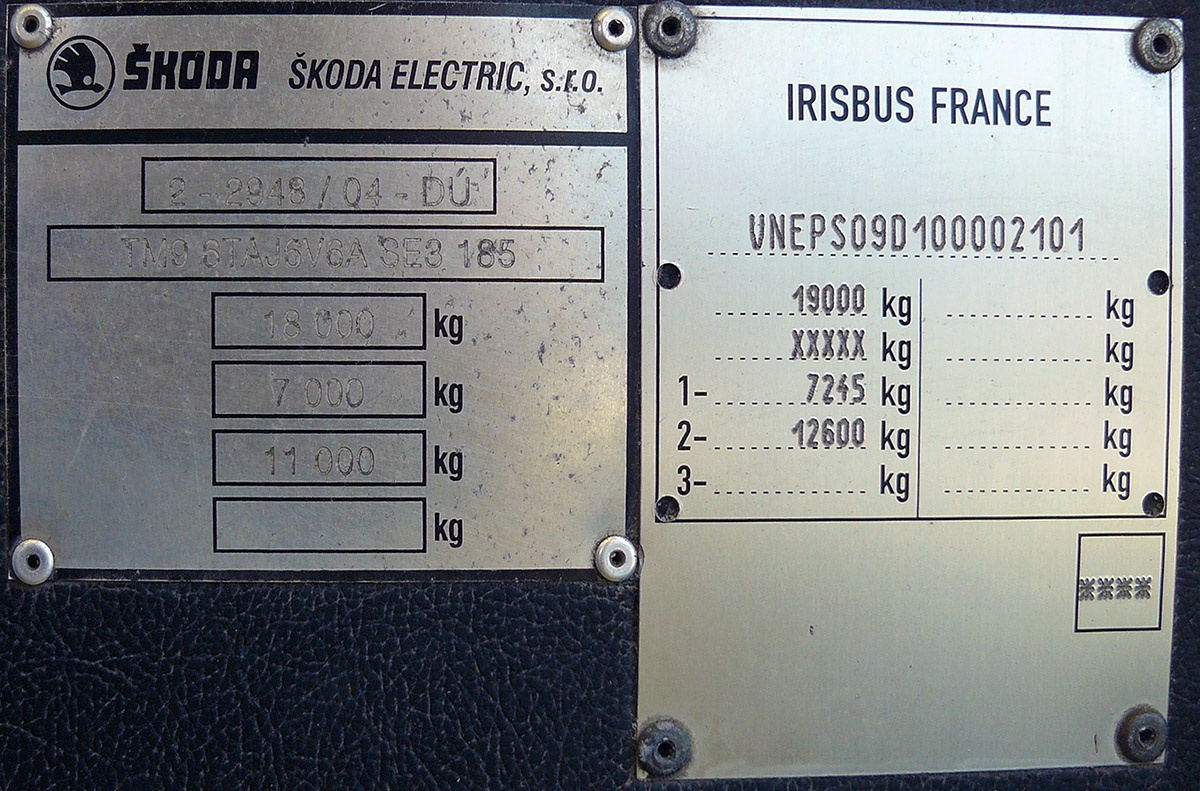 ŠKODA ŠKODA ELECTRIC, s.r.o.
2 - 2948 / 04 - DÚ
TM9 6TAJ6V6A SE3 185
18 000 kg
7 000 kg
11 000 kg
kg
IRISBUS FRANCE
VNEPS09D100002101
19000 kg kg
XXXXX kg kg
1- 7245 kg kg
2- 12600 kg kg
3- kg kg
****